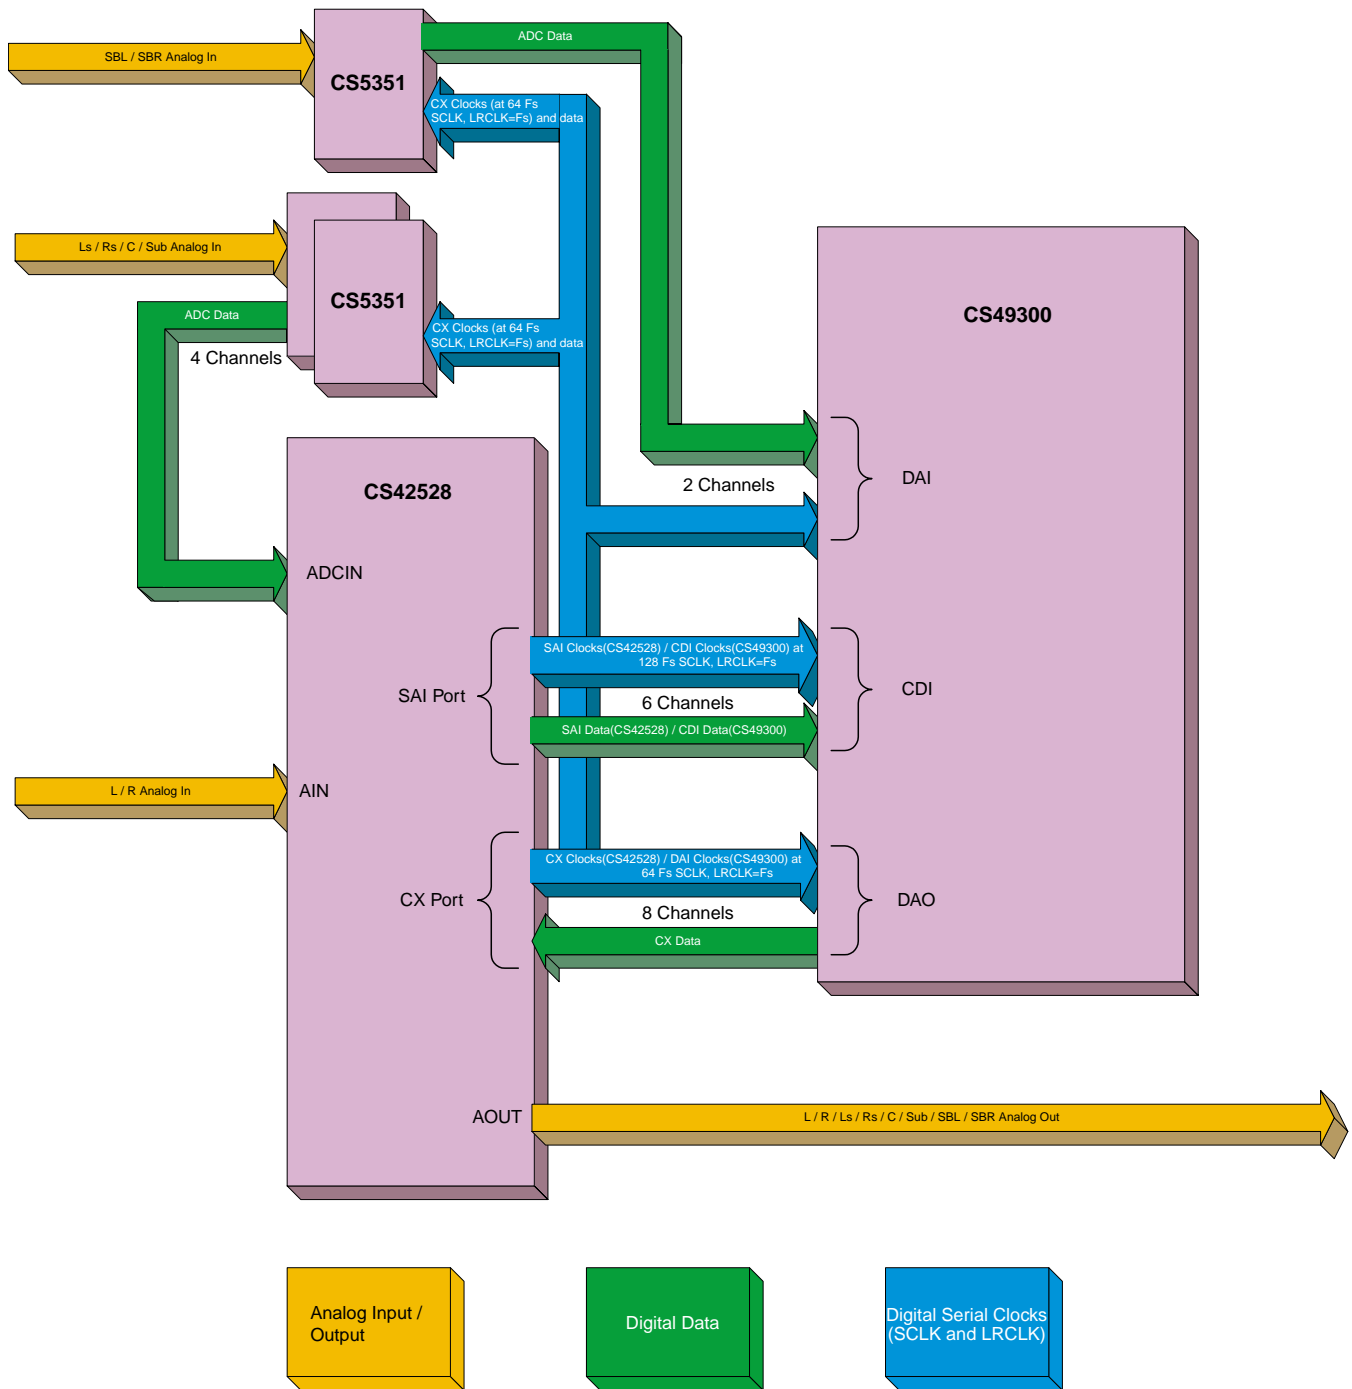 ADC Data
SBL / SBR Analog In
CS5351
CX Clocks (at 64 Fs
SCLK, LRCLK=Fs) and data
Ls / Rs / C / Sub Analog In
CS5351
ADC Data
CX Clocks (at 64 Fs
SCLK, LRCLK=Fs) and data
4 Channels
CS49300
CS42528
2 Channels
DAI
ADCIN
SAI Clocks(CS42528) / CDI Clocks(CS49300) at
128 Fs SCLK, LRCLK=Fs
SAI Port
6 Channels
CDI
SAI Data(CS42528) / CDI Data(CS49300)
L / R Analog In
AIN
CX Clocks(CS42528) / DAI Clocks(CS49300) at
64 Fs SCLK, LRCLK=Fs
CX Port
8 Channels
DAO
CX Data
AOUT
L / R / Ls / Rs / C / Sub / SBL / SBR Analog Out
Analog Input /
Output
Digital Data
Digital Serial Clocks
(SCLK and LRCLK)